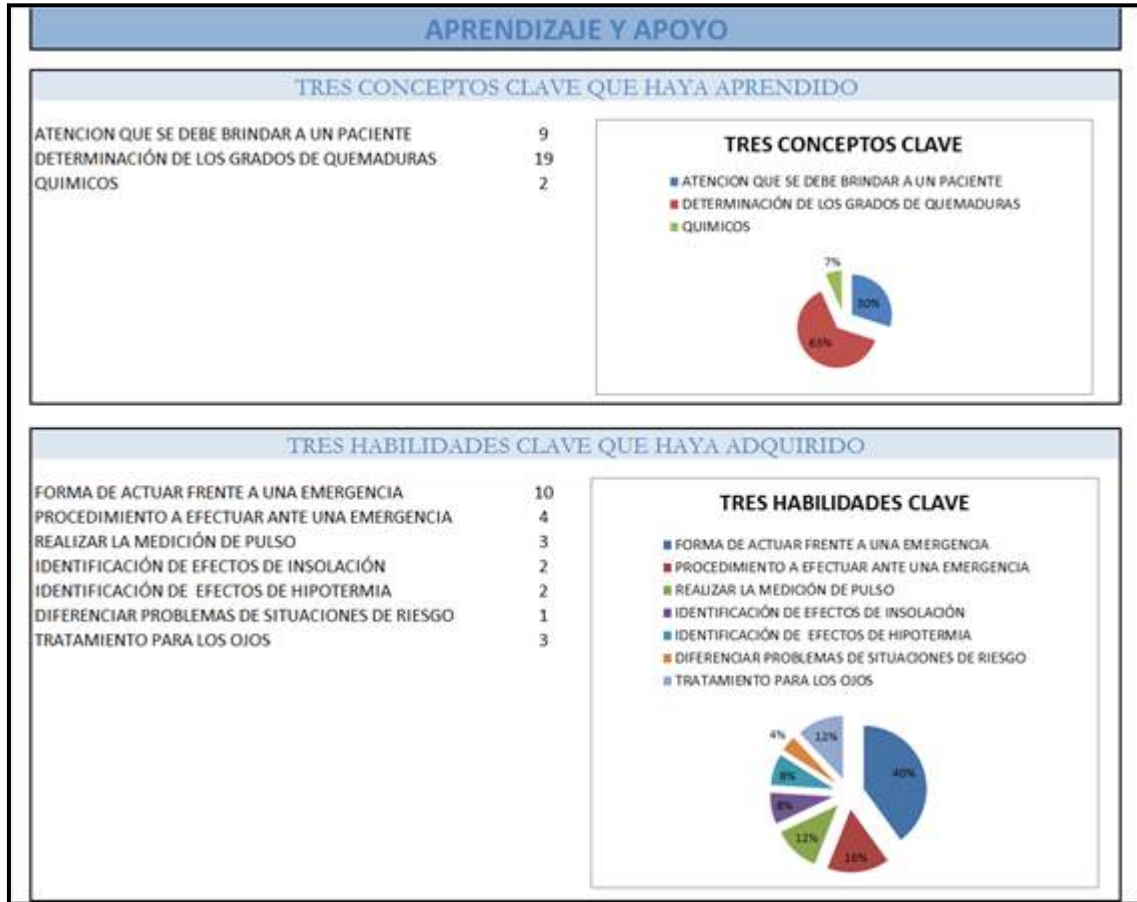 APRENDIZAJE Y APOYO
TRES CONCEPTOS CLAVE QUE HAYA APRENDIDO
ATENCION QUE SE DEBE BRINDAR A UN PACIENTE 9
DETERMINACIÓN DE LOS GRADOS DE QUEMADURAS 19
QUIMICOS 2
TRES CONCEPTOS CLAVE
ATENCION QUE SE DEBE BRINDAR A UN PACIENTE
DETERMINACIÓN DE LOS GRADOS DE QUEMADURAS
QUIMICOS
7%
30%
63%
TRES HABILIDADES CLAVE QUE HAYA ADQUIRIDO
FORMA DE ACTUAR FRENTE A UNA EMERGENCIA 10
PROCEDIMIENTO A EFECTUAR ANTE UNA EMERGENCIA 4
REALIZAR LA MEDICIÓN DE PULSO 3
IDENTIFICACIÓN DE EFECTOS DE INSOLACIÓN 2
IDENTIFICACIÓN DE EFECTOS DE HIPOTERMIA 2
DIFERENCIAR PROBLEMAS DE SITUACIONES DE RIESGO 1
TRATAMIENTO PARA LOS OJOS 3
TRES HABILIDADES CLAVE
FORMA DE ACTUAR FRENTE A UNA EMERGENCIA
PROCEDIMIENTO A EFECTUAR ANTE UNA EMERGENCIA
REALIZAR LA MEDICIÓN DE PULSO
IDENTIFICACIÓN DE EFECTOS DE INSOLACIÓN
IDENTIFICACIÓN DE EFECTOS DE HIPOTERMIA
DIFERENCIAR PROBLEMAS DE SITUACIONES DE RIESGO
TRATAMIENTO PARA LOS OJOS
4%
12%
8%
40%
8%
12%
16%